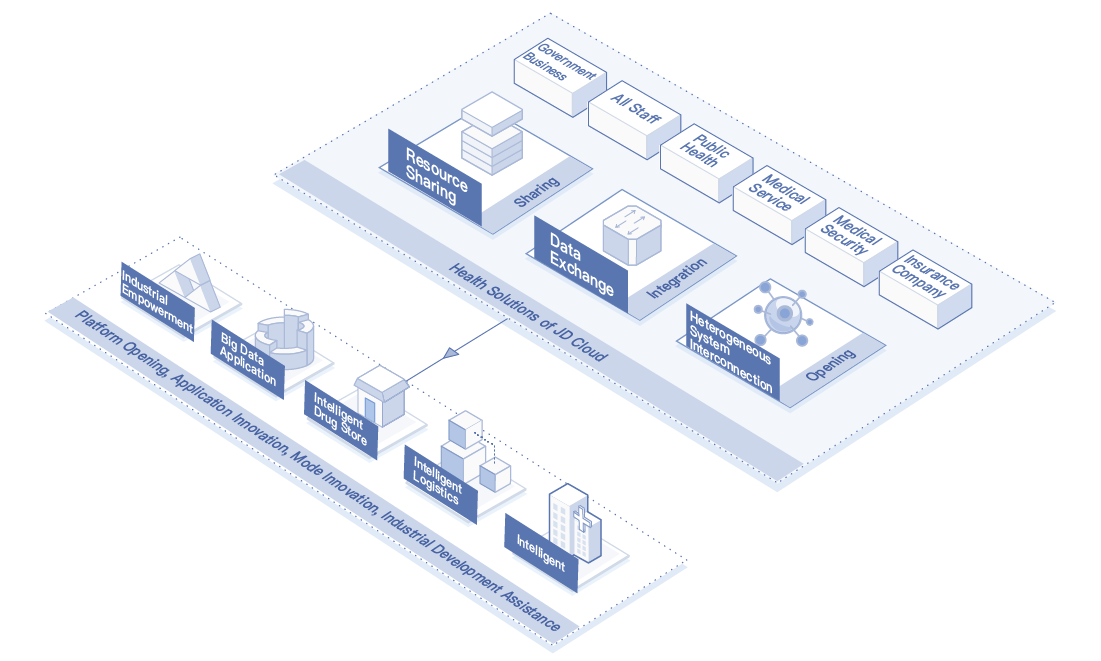 Government
Business
All Staff
Public
Health
Medical
Service
Medical
Security
Insurance
Company
Resource
Sharing
Sharing
Data
Exchange
Integration
Heterogeneous
System
Interconnection
Opening
Health Solutions of JD Cloud
Industrial
Empowerment
Big Data
Application
Intelligent
Drug Store
Intelligent
Logistics
Intelligent
Platform Opening, Application Innovation, Mode Innovation, Industrial Development Assistance